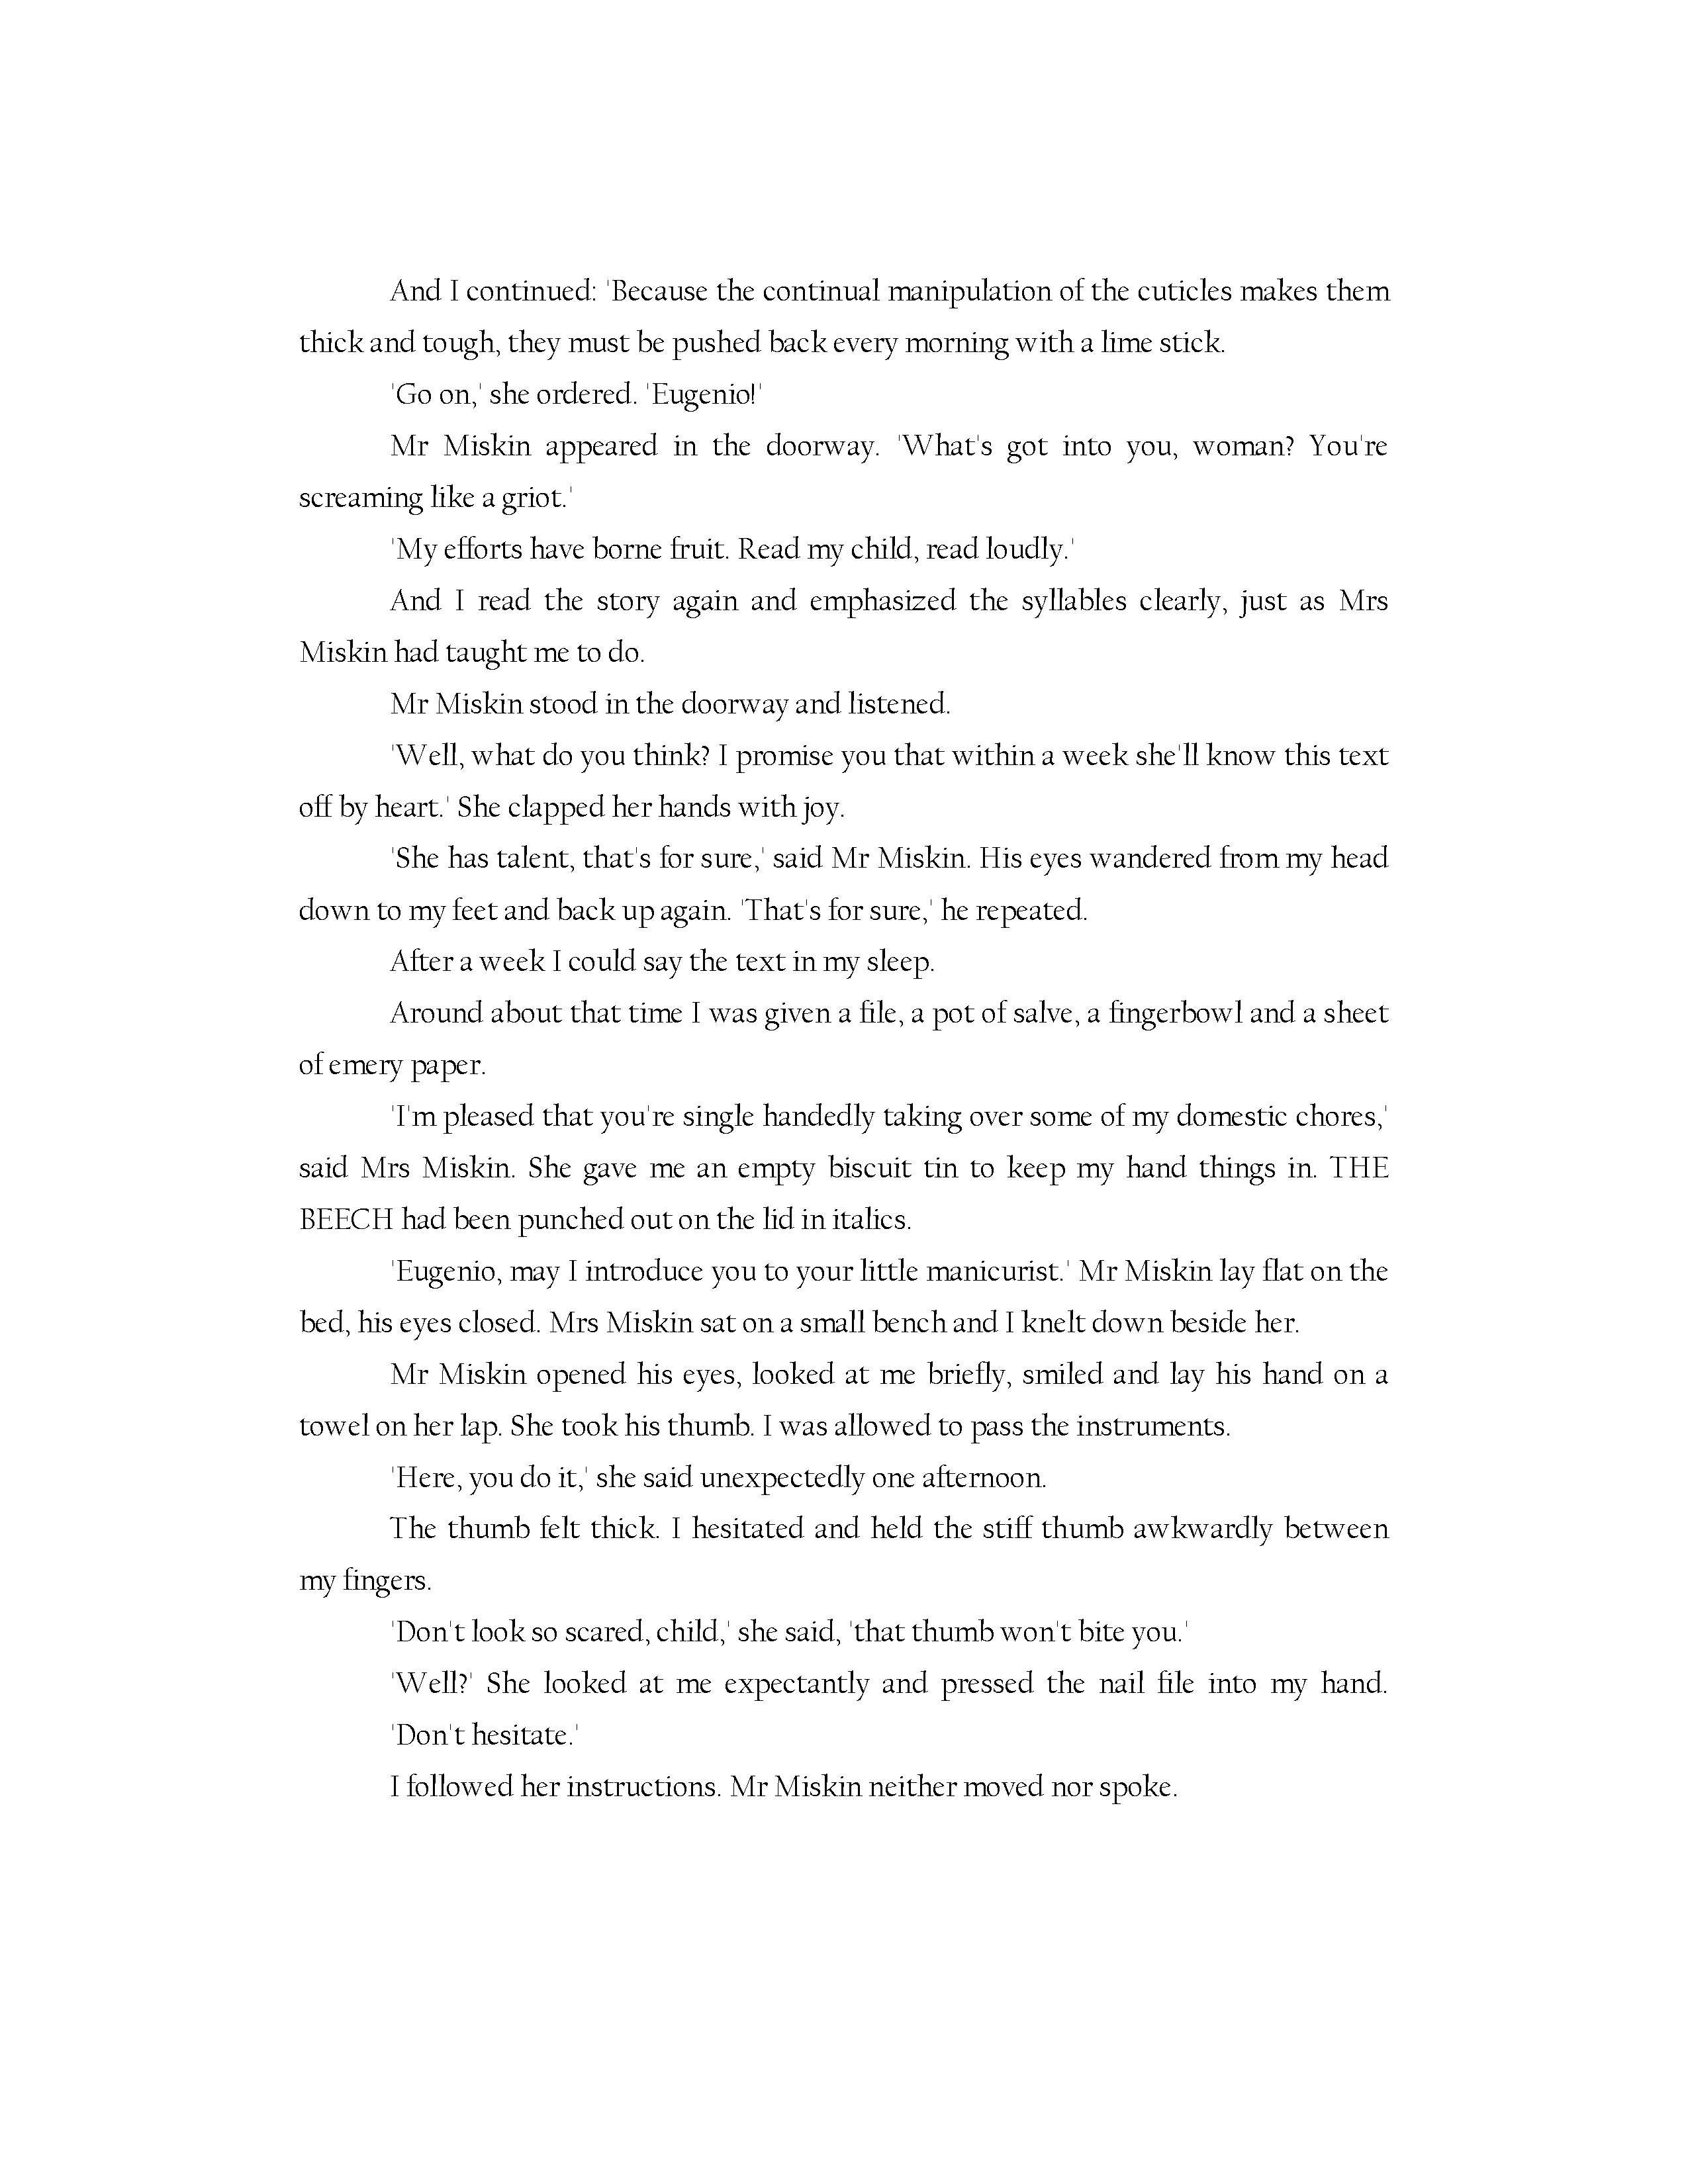 And I continued: 'Because the continual manipulation of the cuticles makes them
thick and tough, they must be pushed back every morning with a lime stick.
'Go on,' she ordered. 'Eugenio!'
Mr Miskin appeared in the doorway. 'What's got into you, woman? You're
screaming like a griot.'
'My efforts have borne fruit. Read my child, read loudly.'
And I read the story again and emphasized the syllables clearly, just as Mrs
Miskin had taught me to do.
Mr Miskin stood in the doorway and listened.
'Well, what do you think? I promise you that within a week she'll know this text
off by heart.' She clapped her hands with joy.
'She has talent, that's for sure,' said Mr Miskin. His eyes wandered from my head
down to my feet and back up again. 'That's for sure,' he repeated.
After a week I could say the text in my sleep.
Around about that time I was given a file, a pot of salve, a fingerbowl and a sheet
of emery paper.
'I'm pleased that you're single handedly taking over some of my domestic chores,'
said Mrs Miskin. She gave me an empty biscuit tin to keep my hand things in. THE
BEECH had been punched out on the lid in italics.
'Eugenio, may I introduce you to your little manicurist.' Mr Miskin lay flat on the
bed, his eyes closed. Mrs Miskin sat on a small bench and I knelt down beside her.
Mr Miskin opened his eyes, looked at me briefly, smiled and lay his hand on a
towel on her lap. She took his thumb. I was allowed to pass the instruments.
'Here, you do it,' she said unexpectedly one afternoon.
The thumb felt thick. I hesitated and held the stiff thumb awkwardly between
my fingers.
'Don't look so scared, child,' she said, 'that thumb won't bite you.'
'Well?' She looked at me expectantly and pressed the nail file into my hand.
'Don't hesitate.'
I followed her instructions. Mr Miskin neither moved nor spoke.